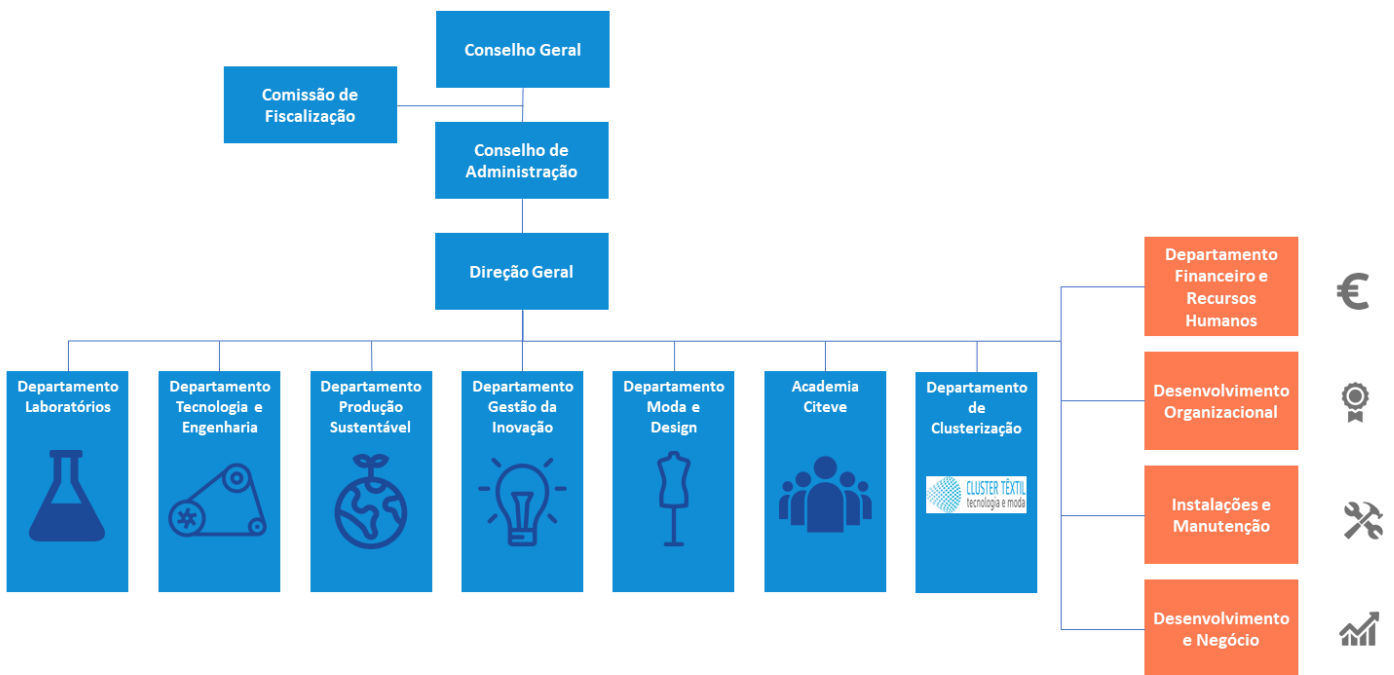 Conselho Geral
Comissão de
Fiscalização
Conselho de
Administração
Direção Geral
Departamento
Laboratórios
Departamento
Tecnologia e
Engenharia
Departamento
Produção
Sustentável
Departamento
Gestão da
Inovação
Departamento
Moda e
Design
Academia
Citeve
Departamento
de
Clusterização
CLUSTER TÊXTIL
tecnologia e moda
Departamento
Financeiro e
Recursos
Humanos
€
Desenvolvimento
Organizacional
Instalações e
Manutenção
Desenvolvimento
e Negócio